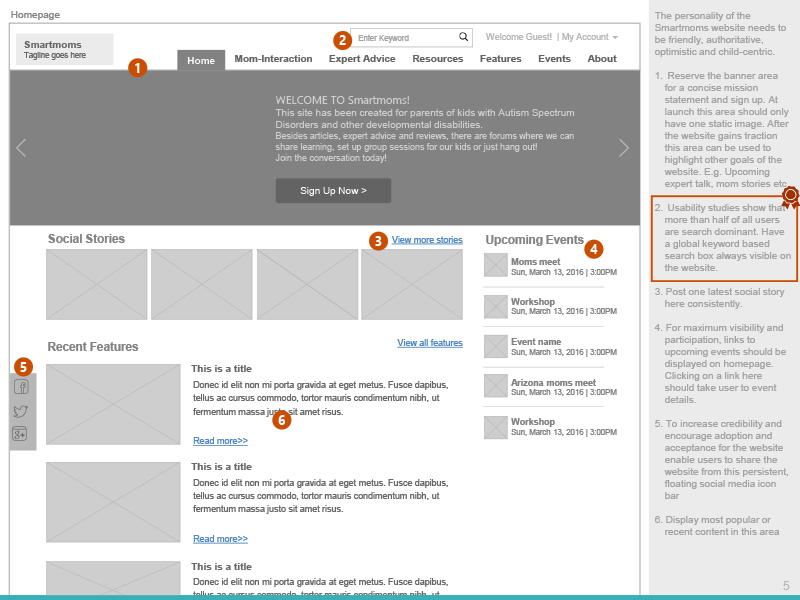 Homepage
Smartmoms
Tagline goes here
2
Enter Keyword
Welcome Guest! | My Account
1
Home
Mom-Interaction
Expert Advice
Resources
Features
Events
About
WELCOME TO Smartmoms!
This site has been created for parents of kids with Autism Spectrum
Disorders and other developmental disabilities.
Besides articles, expert advice and reviews, there are forums where we can
share learning, set up group sessions for our kids or just hang out!
Join the conversation today!
Sign Up Now >
Social Stories
3
View more stories
Recent Features
View all features
5
This is a title
Donec id elit non mi porta gravida at eget metus. Fusce dapibus,
tellus ac cursus commodo, tortor mauris condimentum nibh, ut
fermentum massa justo sit amet risus.
6
Read more>>
This is a title
Donec id elit non mi porta gravida at eget metus. Fusce dapibus,
tellus ac cursus commodo, tortor mauris condimentum nibh, ut
fermentum massa justo sit amet risus.
Read more>>
This is a title
Donec id elit non mi porta gravida at eget metus. Fusce dapibus,
tellus ac cursus commodo, tortor mauris condimentum nibh, ut
Upcoming Events
4
Moms meet
Sun, March 13, 2016 | 3:00PM
Workshop
Sun, March 13, 2016 | 3:00PM
Event name
Sun, March 13, 2016 | 3:00PM
Arizona moms meet
Sun, March 13, 2016 | 3:00PM
Workshop
Sun, March 13, 2016 | 3:00PM
The personality of the
Smartmoms website needs to
be friendly, authoritative,
optimistic and child-centric.
1. Reserve the banner area
for a concise mission
statement and sign up. At
launch this area should only
have one static image. After
the website gains traction
this area can be used to
highlight other goals of the
website. E.g. Upcoming
expert talk, mom stories etc
2. Usability studies show that
more than half of all users
are search dominant. Have
a global keyword based
search box always visible on
the website.
3. Post one latest social story
here consistently.
4. For maximum visibility and
participation, links to
upcoming events should be
displayed on homepage.
Clicking on a link here
should take user to event
details.
5. To increase credibility and
encourage adoption and
acceptance for the website
enable users to share the
website from this persistent,
floating social media icon
bar
6. Display most popular or
recent content in this area
5